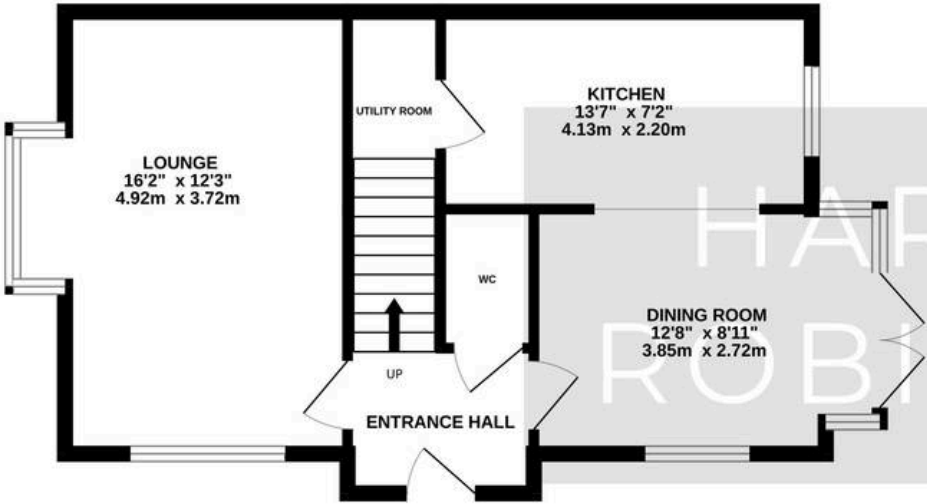 UTILITY ROOM
KITCHEN
13'7" x 7'2"
4.13m x 2.20m
LOUNGE
16'2" x 12'3"
4.92m x 3.72m
WC
DINING ROOM
12'8" x 8'11"
3.85m x 2.72m
UP
ENTRANCE HALL